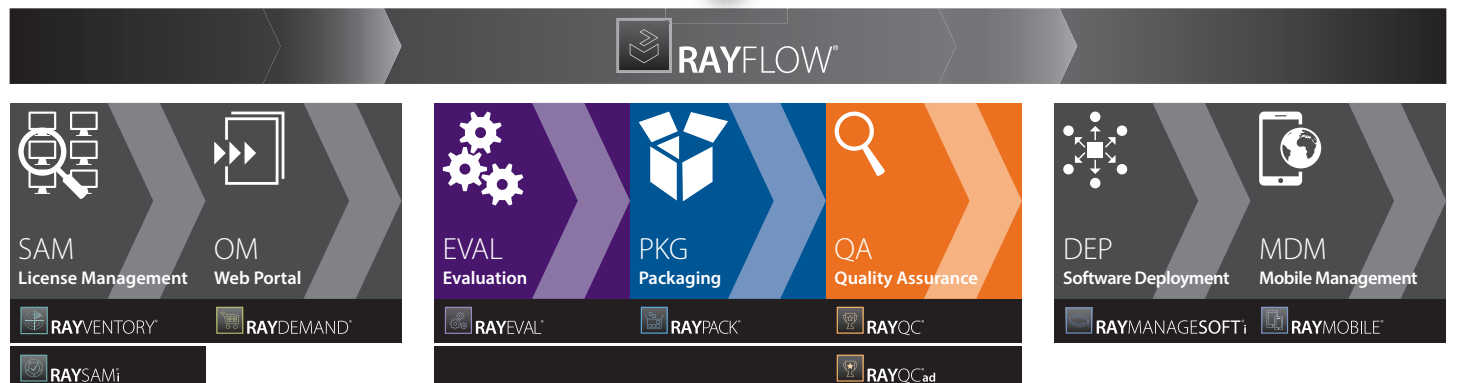 RAYFLOW®
SAM
License Management
OM
Web Portal
EVAL
Evaluation
PKG
Packaging
QA
Quality Assurance
DEP
Software Deployment
MDM
Mobile Management
RAYVENTORY®
RAYDEMAND®
RAYEVAL®
RAYPACK®
RAYQC®
RAYMANAGESOFT®i
RAYMOBILE®
RAYSAM®i
RAYQC®ad